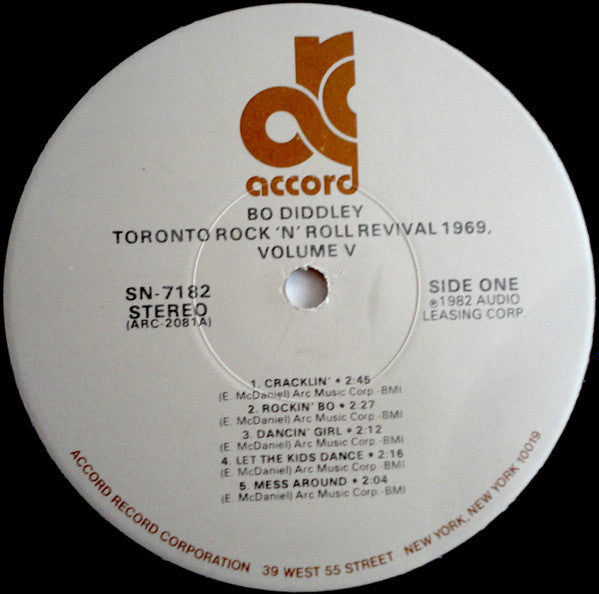 accord
BO DIDDLEY
TORONTO ROCK 'N' ROLL REVIVAL 1969,
VOLUME V
SN-7182
STEREO
(ARC-2081A)
SIDE ONE
℗1982 AUDIO
LEASING CORP.
1. CRACKLIN' • 2:45
(E. McDaniel) Arc Music Corp.-BMI
2. ROCKIN' BO • 2:27
(E. McDaniel) Arc Music Corp.-BMI
3. DANCIN' GIRL • 2:12
(E. McDaniel) Arc Music Corp.-BMI
4. LET THE KIDS DANCE • 2:16
(E. McDaniel) Arc Music Corp.-BMI
5. MESS AROUND • 2:04
(E. McDaniel) Arc Music Corp.-BMI
ACCORD RECORD CORPORATION 39 WEST 55 STREET NEW YORK, NEW YORK 10019